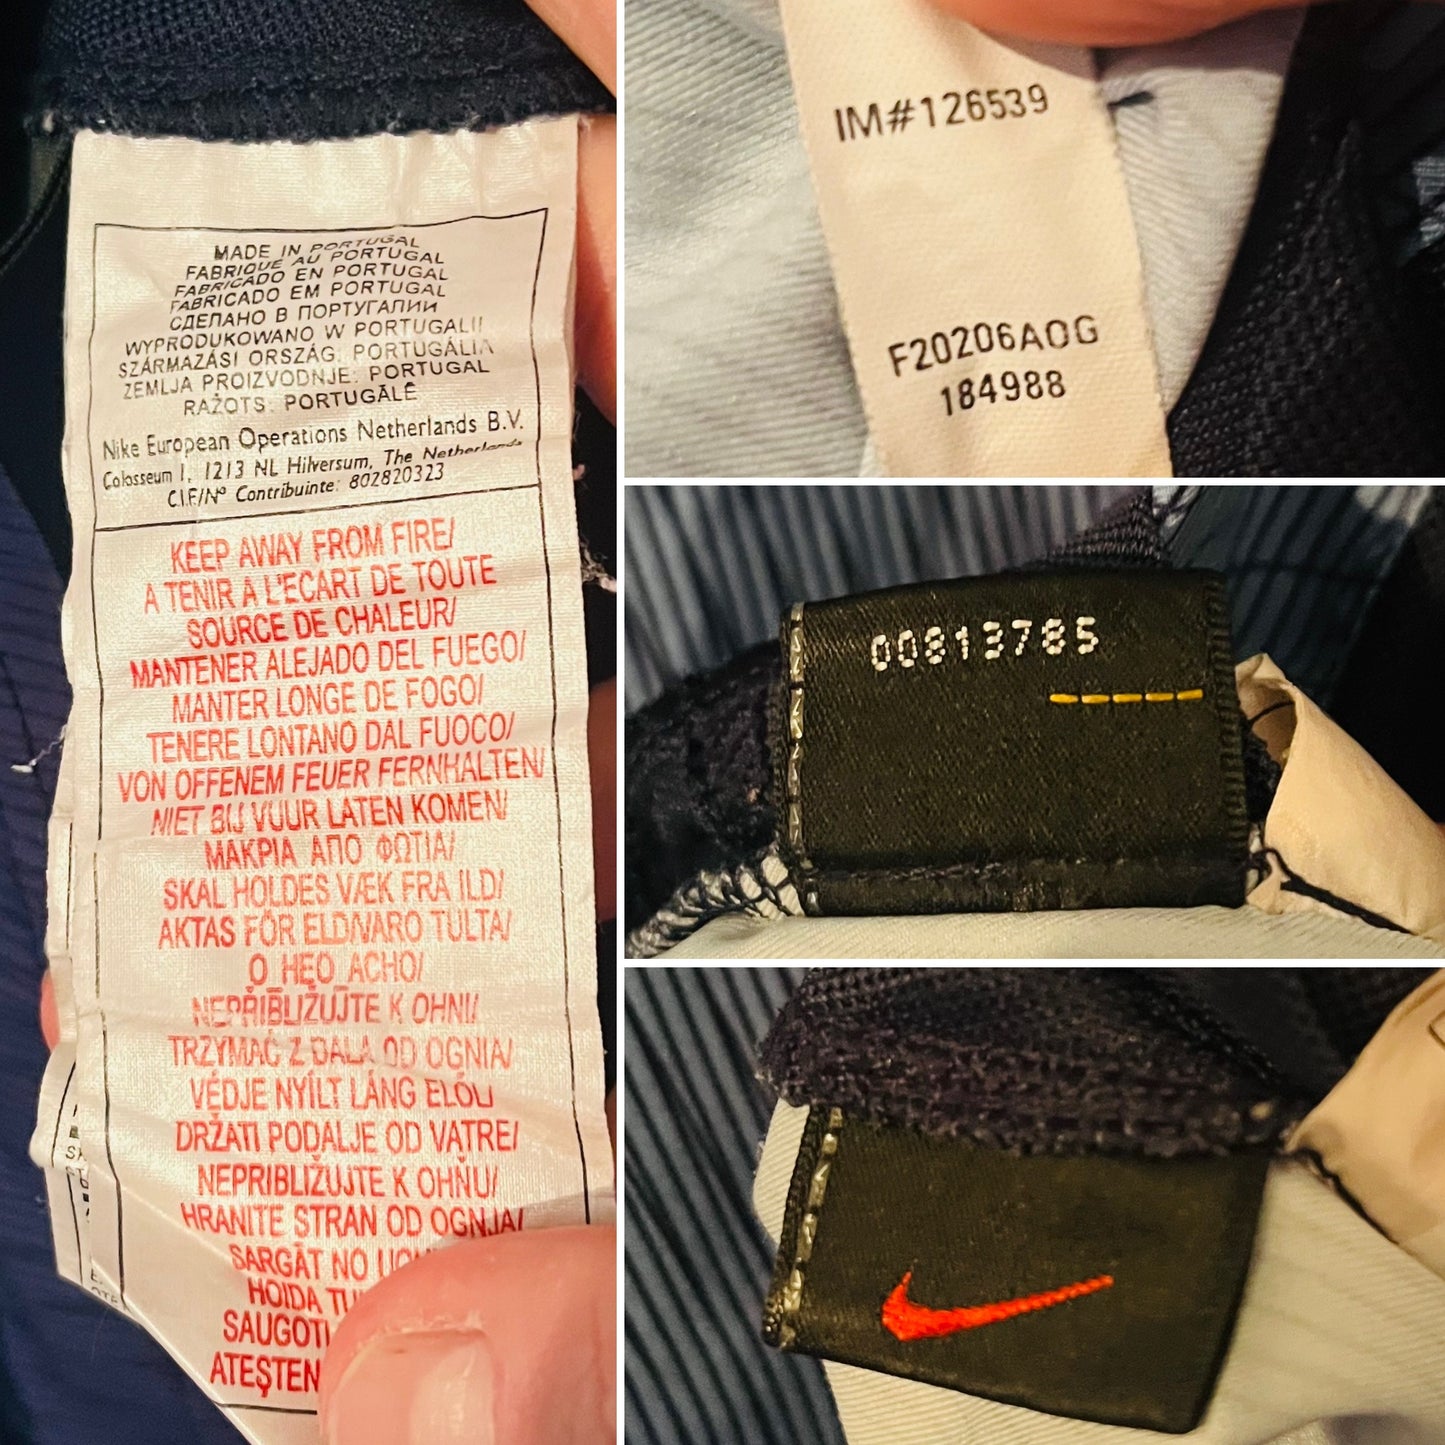 MADE IN PORTUGAL
FABRIQUE AU PORTUGAL
FABRICADO EN PORTUGAL
FABRICADO EM PORTUGAL
СДЕЛАНО В ПОРТУГАЛИИ
WYPRODUKOWANO W PORTUGALII
SZÁRMAZÁSI ORSZÁG: PORTUGÁLIA
ZEMLJA PROIZVODNJE: PORTUGAL
RAŽOTS: PORTUGĀLĒ
Nike European Operations Netherlands B.V.
Colosseum 1, 1213 NL Hilversum, The Netherlands
C.I.F./Nº Contribuinte: 802820323
KEEP AWAY FROM FIRE/
A TENIR A L'ECART DE TOUTE
SOURCE DE CHALEUR/
MANTENER ALEJADO DEL FUEGO/
MANTER LONGE DE FOGO/
TENERE LONTANO DAL FUOCO/
VON OFFENEM FEUER FERNHALTEN/
NIET BIJ VUUR LATEN KOMEN/
ΜΑΚΡΙΑ ΑΠΟ ΦΩΤΙΑ/
SKAL HOLDES VÆK FRA ILD/
AKTAS FÖR ELD/VARO TULTA/
NEPŘIBLIŽUJTE K OHNI/
TRZYMAĆ Z DALA OD OGNIA/
VÉDJE NYÍLT LÁNG
DRŽATI PODALJE OD VATRE/
NEPRIBLIŽUJTE K OHŇU/
HRANITE STRAN OD OGNJA/
SARGĀT NO
HOIDA
SAUGOTI
IM#126539
F20206AOG
184988
00813785